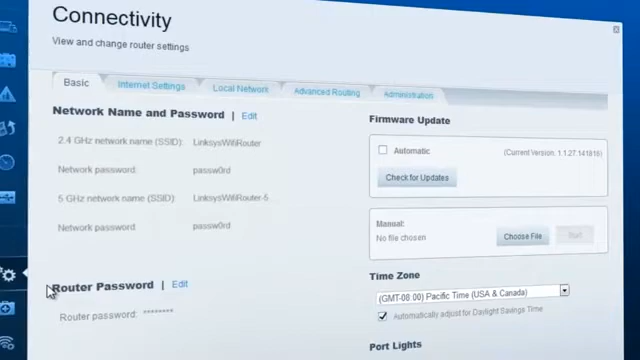 Connectivity
View and change router settings
Basic
Internet Settings
Local Network
Advanced Routing
Administration
Network Name and Password | Edit
2.4 GHz network name (SSID): LinksysWifiRouter
Network password: passw0rd
5 GHz network name (SSID): LinksysWifiRouter-5
Network password: passw0rd
Router Password | Edit
Router password: ********
Firmware Update
Automatic
(Current Version: 1.1.27.141816)
Check for Updates
Manual:
No file chosen
Choose File
Start
Time Zone
(GMT-08:00) Pacific Time (USA & Canada)
Automatically adjust for Daylight Savings Time
Port Lights